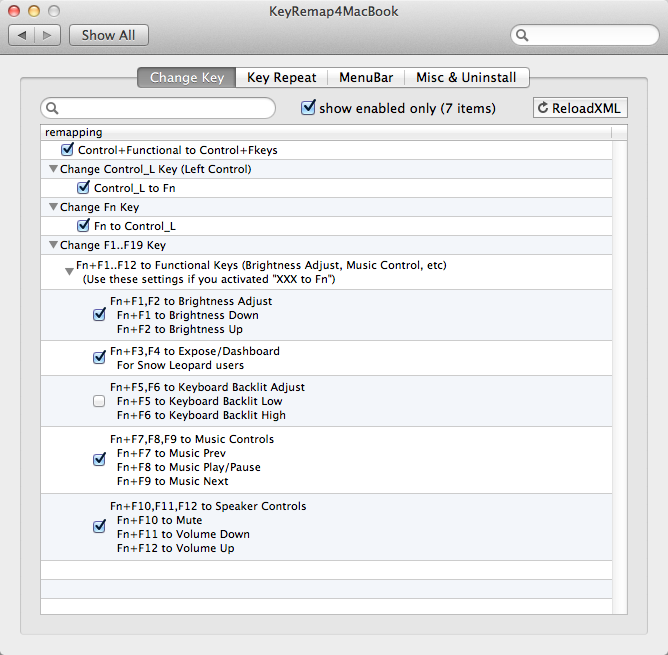 KeyRemap4MacBook
Show All
Change Key
Key Repeat
MenuBar
Misc & Uninstall
show enabled only (7 items)
ReloadXML
remapping
Control+Functional to Control+Fkeys
Change Control_L Key (Left Control)
Control_L to Fn
Change Fn Key
Fn to Control_L
Change F1..F19 Key
Fn+F1..F12 to Functional Keys (Brightness Adjust, Music Control, etc)
(Use these settings if you activated "XXX to Fn")
Fn+F1,F2 to Brightness Adjust
Fn+F1 to Brightness Down
Fn+F2 to Brightness Up
Fn+F3,F4 to Expose/Dashboard
For Snow Leopard users
Fn+F5,F6 to Keyboard Backlit Adjust
Fn+F5 to Keyboard Backlit Low
Fn+F6 to Keyboard Backlit High
Fn+F7,F8,F9 to Music Controls
Fn+F7 to Music Prev
Fn+F8 to Music Play/Pause
Fn+F9 to Music Next
Fn+F10,F11,F12 to Speaker Controls
Fn+F10 to Mute
Fn+F11 to Volume Down
Fn+F12 to Volume Up